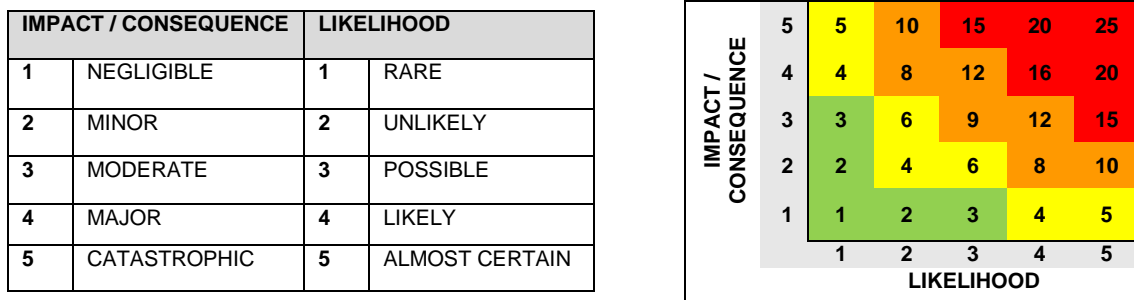 IMPACT / CONSEQUENCE LIKELIHOOD
1 NEGLIGIBLE 1 RARE
2 MINOR 2 UNLIKELY
3 MODERATE 3 POSSIBLE
4 MAJOR 4 LIKELY
5 CATASTROPHIC 5 ALMOST CERTAIN
IMPACT /
CONSEQUENCE
5 5 10 15 20 25
4 4 8 12 16 20
3 3 6 9 12 15
2 2 4 6 8 10
1 1 2 3 4 5
1 2 3 4 5
LIKELIHOOD